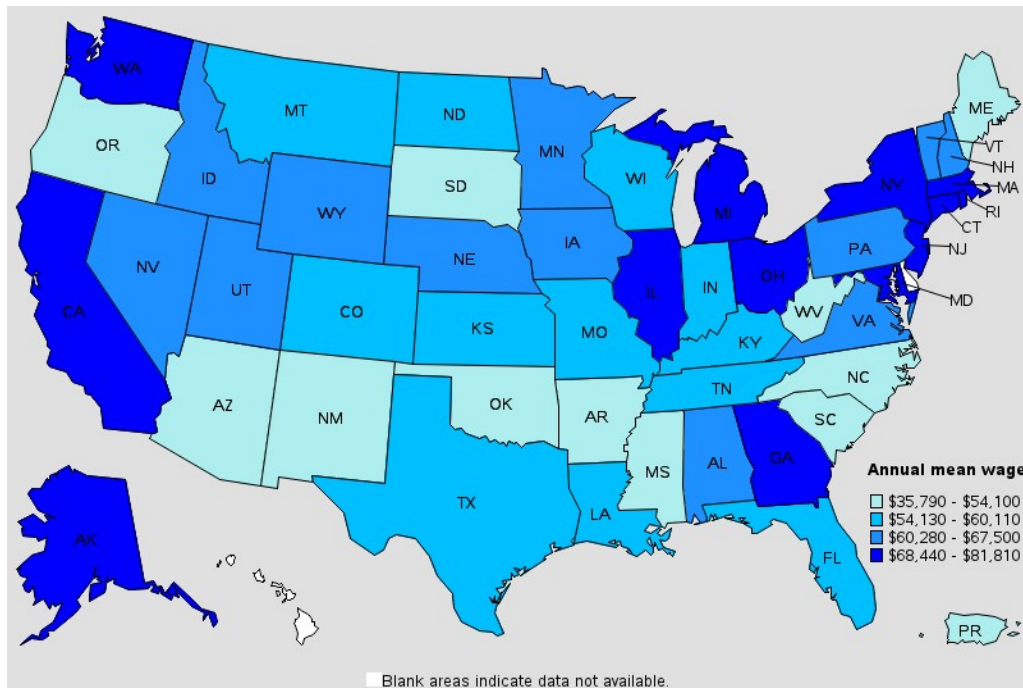 WA
MT
ND
MN
ME
VT
NH
OR
ID
SD
WI
NY
MA
WY
MI
RI
CT
IA
PA
NV
NE
NJ
UT
IL
IN
OH
MD
CA
CO
KS
MO
WV
VA
KY
AZ
NM
OK
TN
NC
AR
SC
MS
AL
GA
TX
LA
FL
AK
PR
Annual mean wage
$35,790 - $54,100
$54,130 - $60,110
$60,280 - $67,500
$68,440 - $81,810
Blank areas indicate data not available.